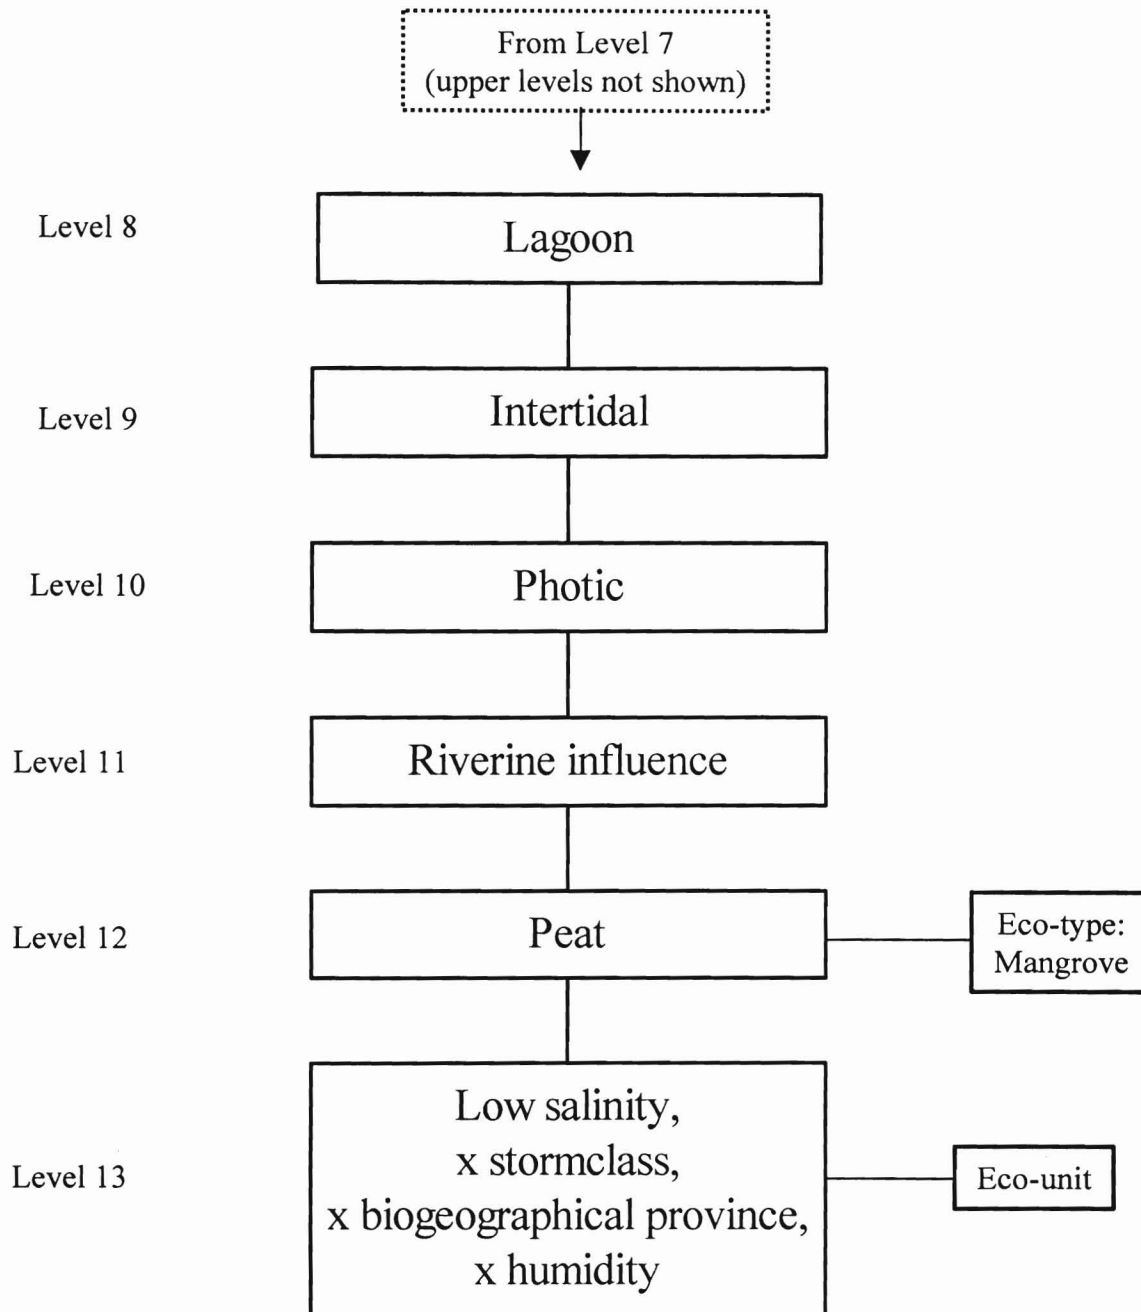 From Level 7
(upper levels not shown)
Level 8
Lagoon
Level 9
Intertidal
Level 10
Photic
Level 11
Riverine influence
Level 12
Peat
Eco-type:
Mangrove
Level 13
Low salinity,
x stormclass,
x biogeographical province,
x humidity
Eco-unit